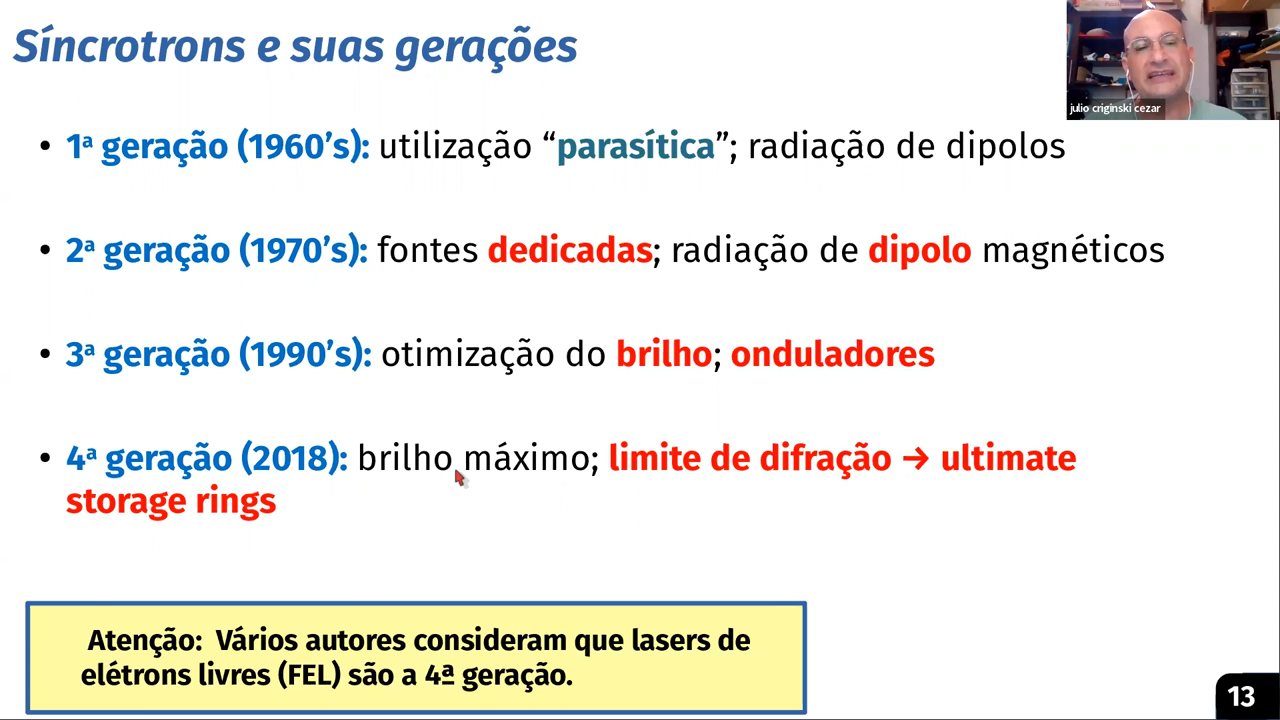 Síncrotrons e suas gerações
julio criginski cezar
• 1ª geração (1960’s): utilização “parasítica”; radiação de dipolos
• 2ª geração (1970’s): fontes dedicadas; radiação de dipolo magnéticos
• 3ª geração (1990’s): otimização do brilho; onduladores
• 4ª geração (2018): brilho máximo; limite de difração → ultimate
storage rings
Atenção: Vários autores consideram que lasers de
elétrons livres (FEL) são a 4ª geração.
13